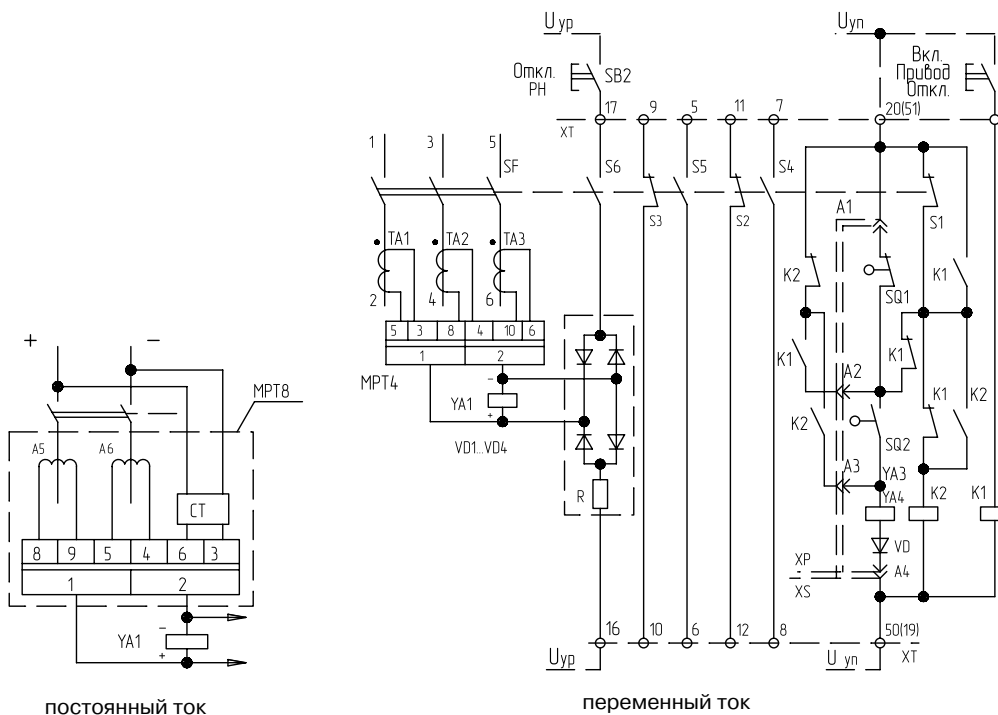 Uур
Uуп
Откл.
РН
SB2
Вкл.
Привод
Откл.
17
9
5
11
7
20(51)
XT
1
3
5
SF
S6
S5
S4
S3
S2
A1
S1
TA1
TA2
TA3
K2
SQ1
K1
2
4
6
5
3
8
4
10
6
1
2
МРТ4
K1
A2
K1
YA1
-
+
K2
SQ2
K1
K2
VD1...VD4
A3
YA3
YA4
K2
K1
R
VD
XP
XS
A4
16
10
6
12
8
50(19)
XT
Uур
U уп
+
-
МРТ8
A5
A6
СТ
8
9
5
4
6
3
1
2
YA1
-
+
постоянный ток
переменный ток